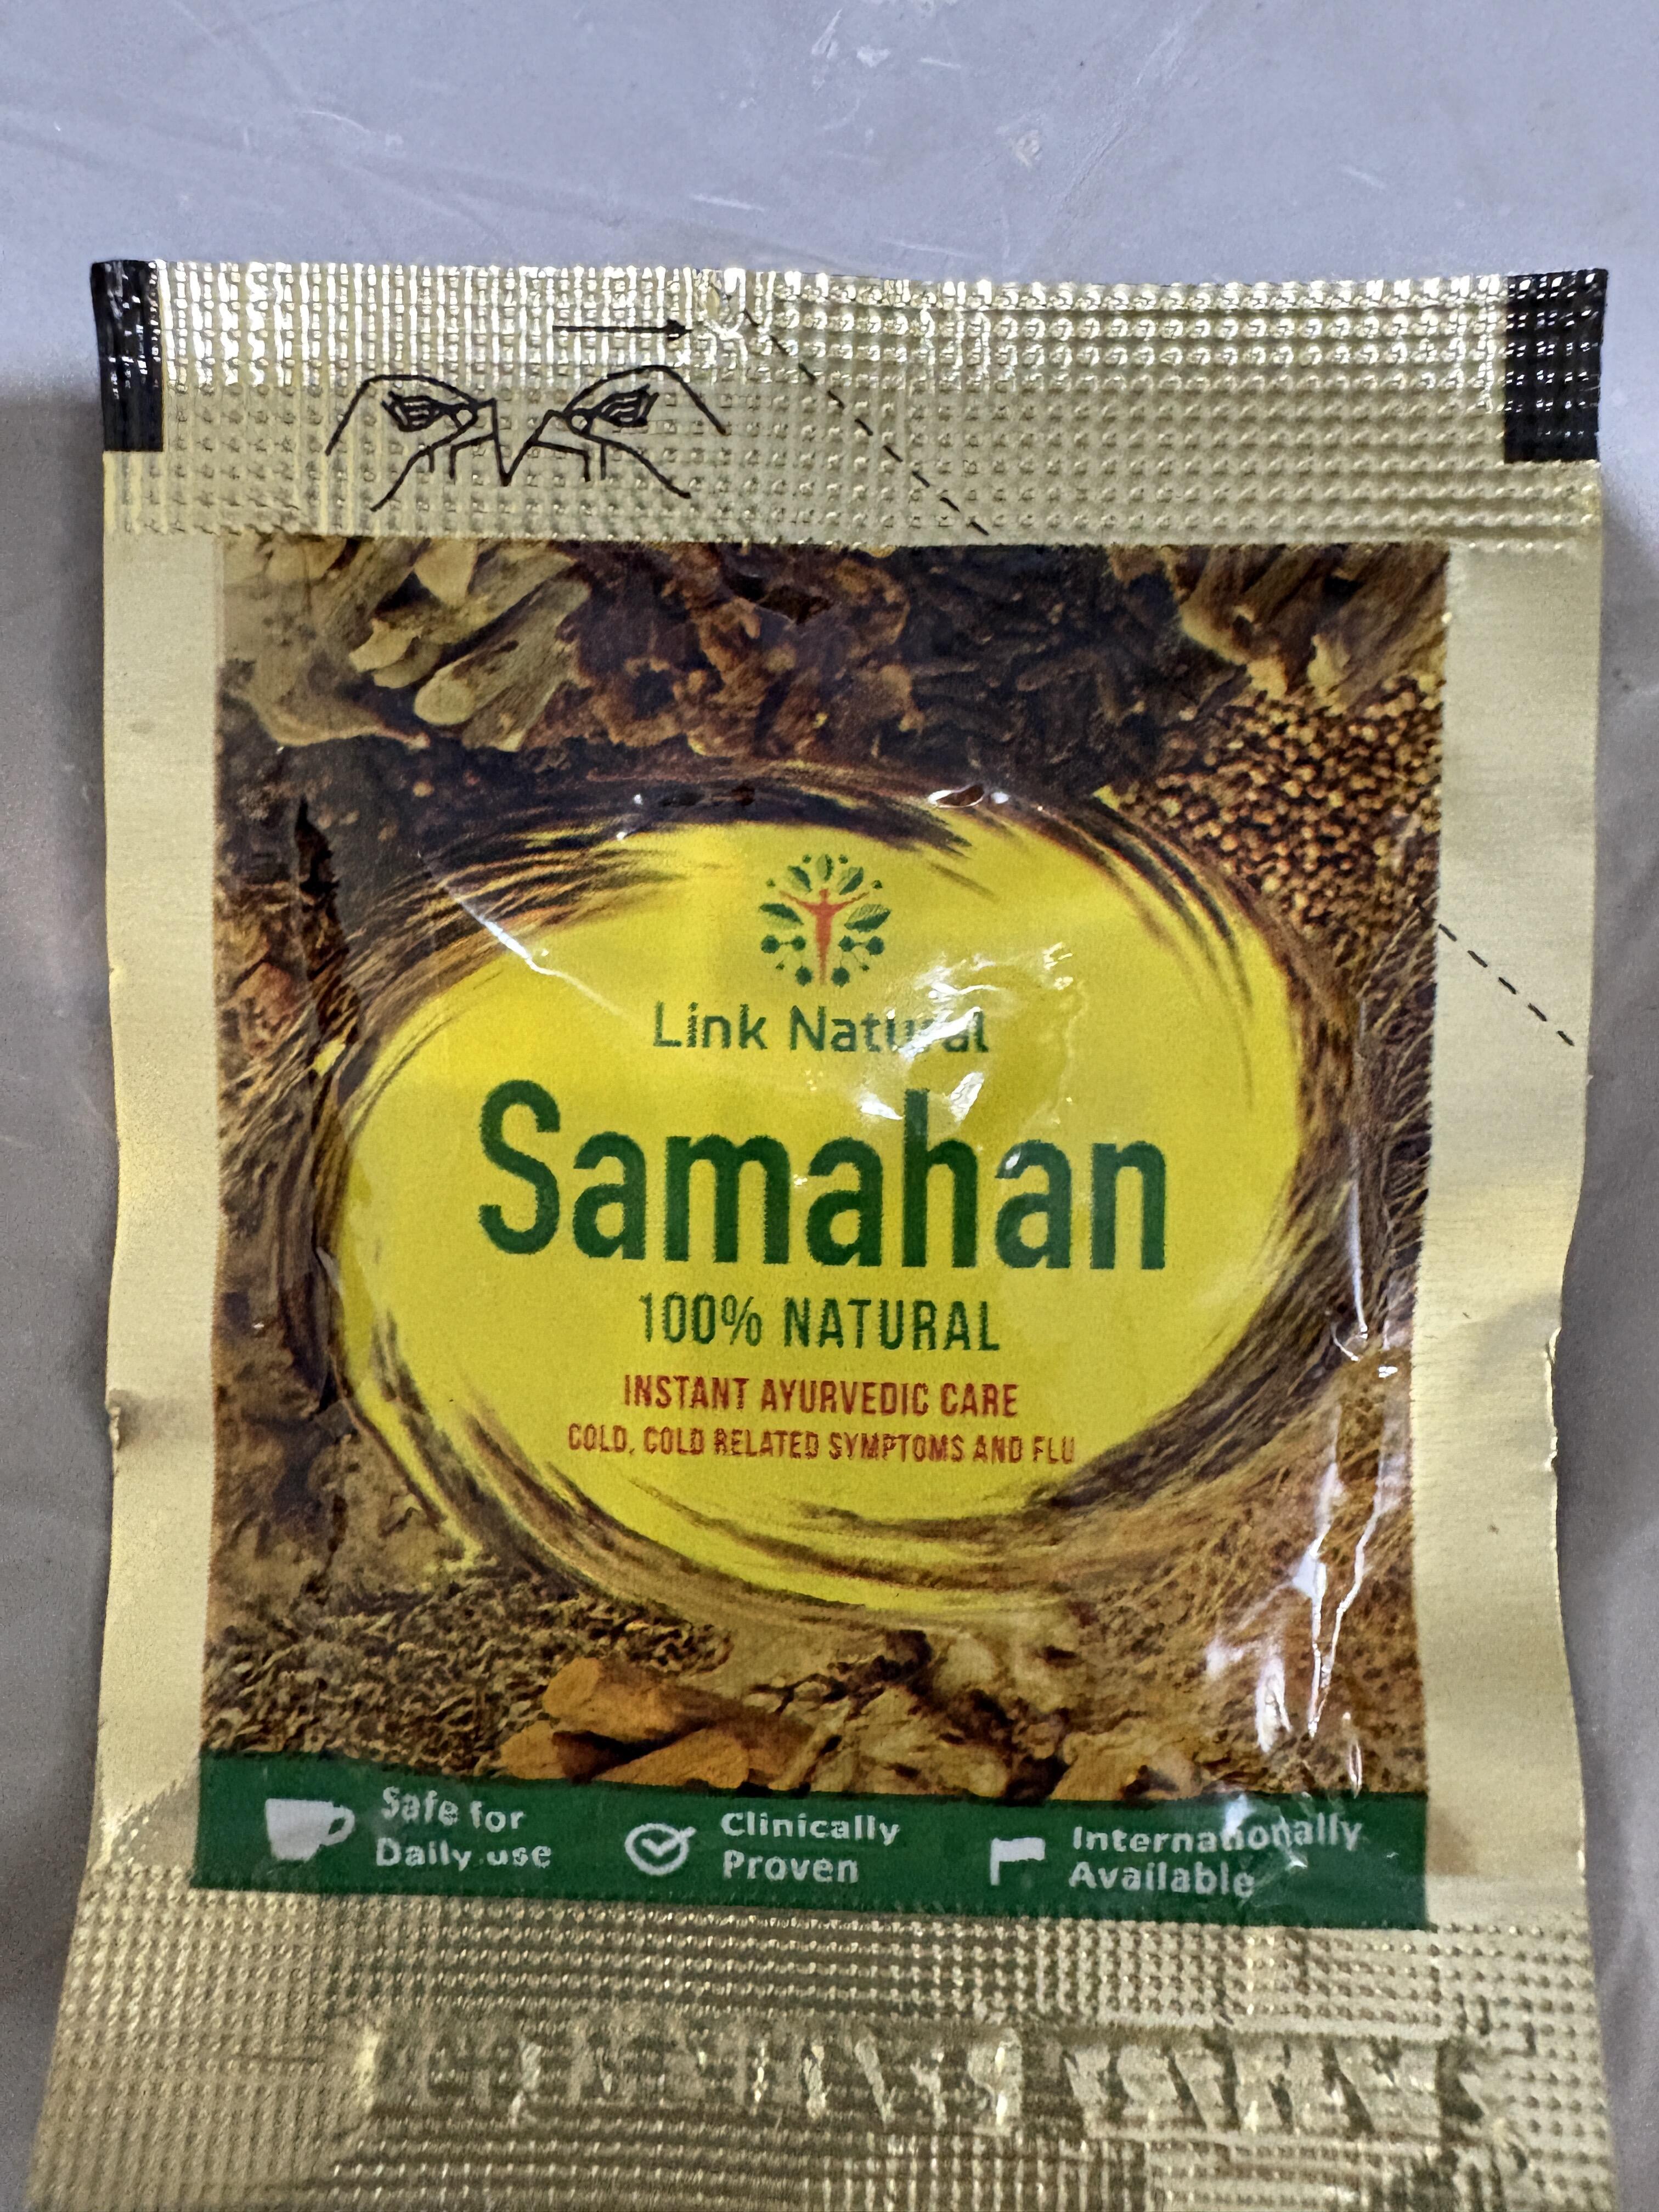 Link Natural
Samahan
100% NATURAL
INSTANT AYURVEDIC CARE
COLD, COLD RELATED SYMPTOMS AND FLU
Safe for
Daily use
Clinically
Proven
Internationally
Available